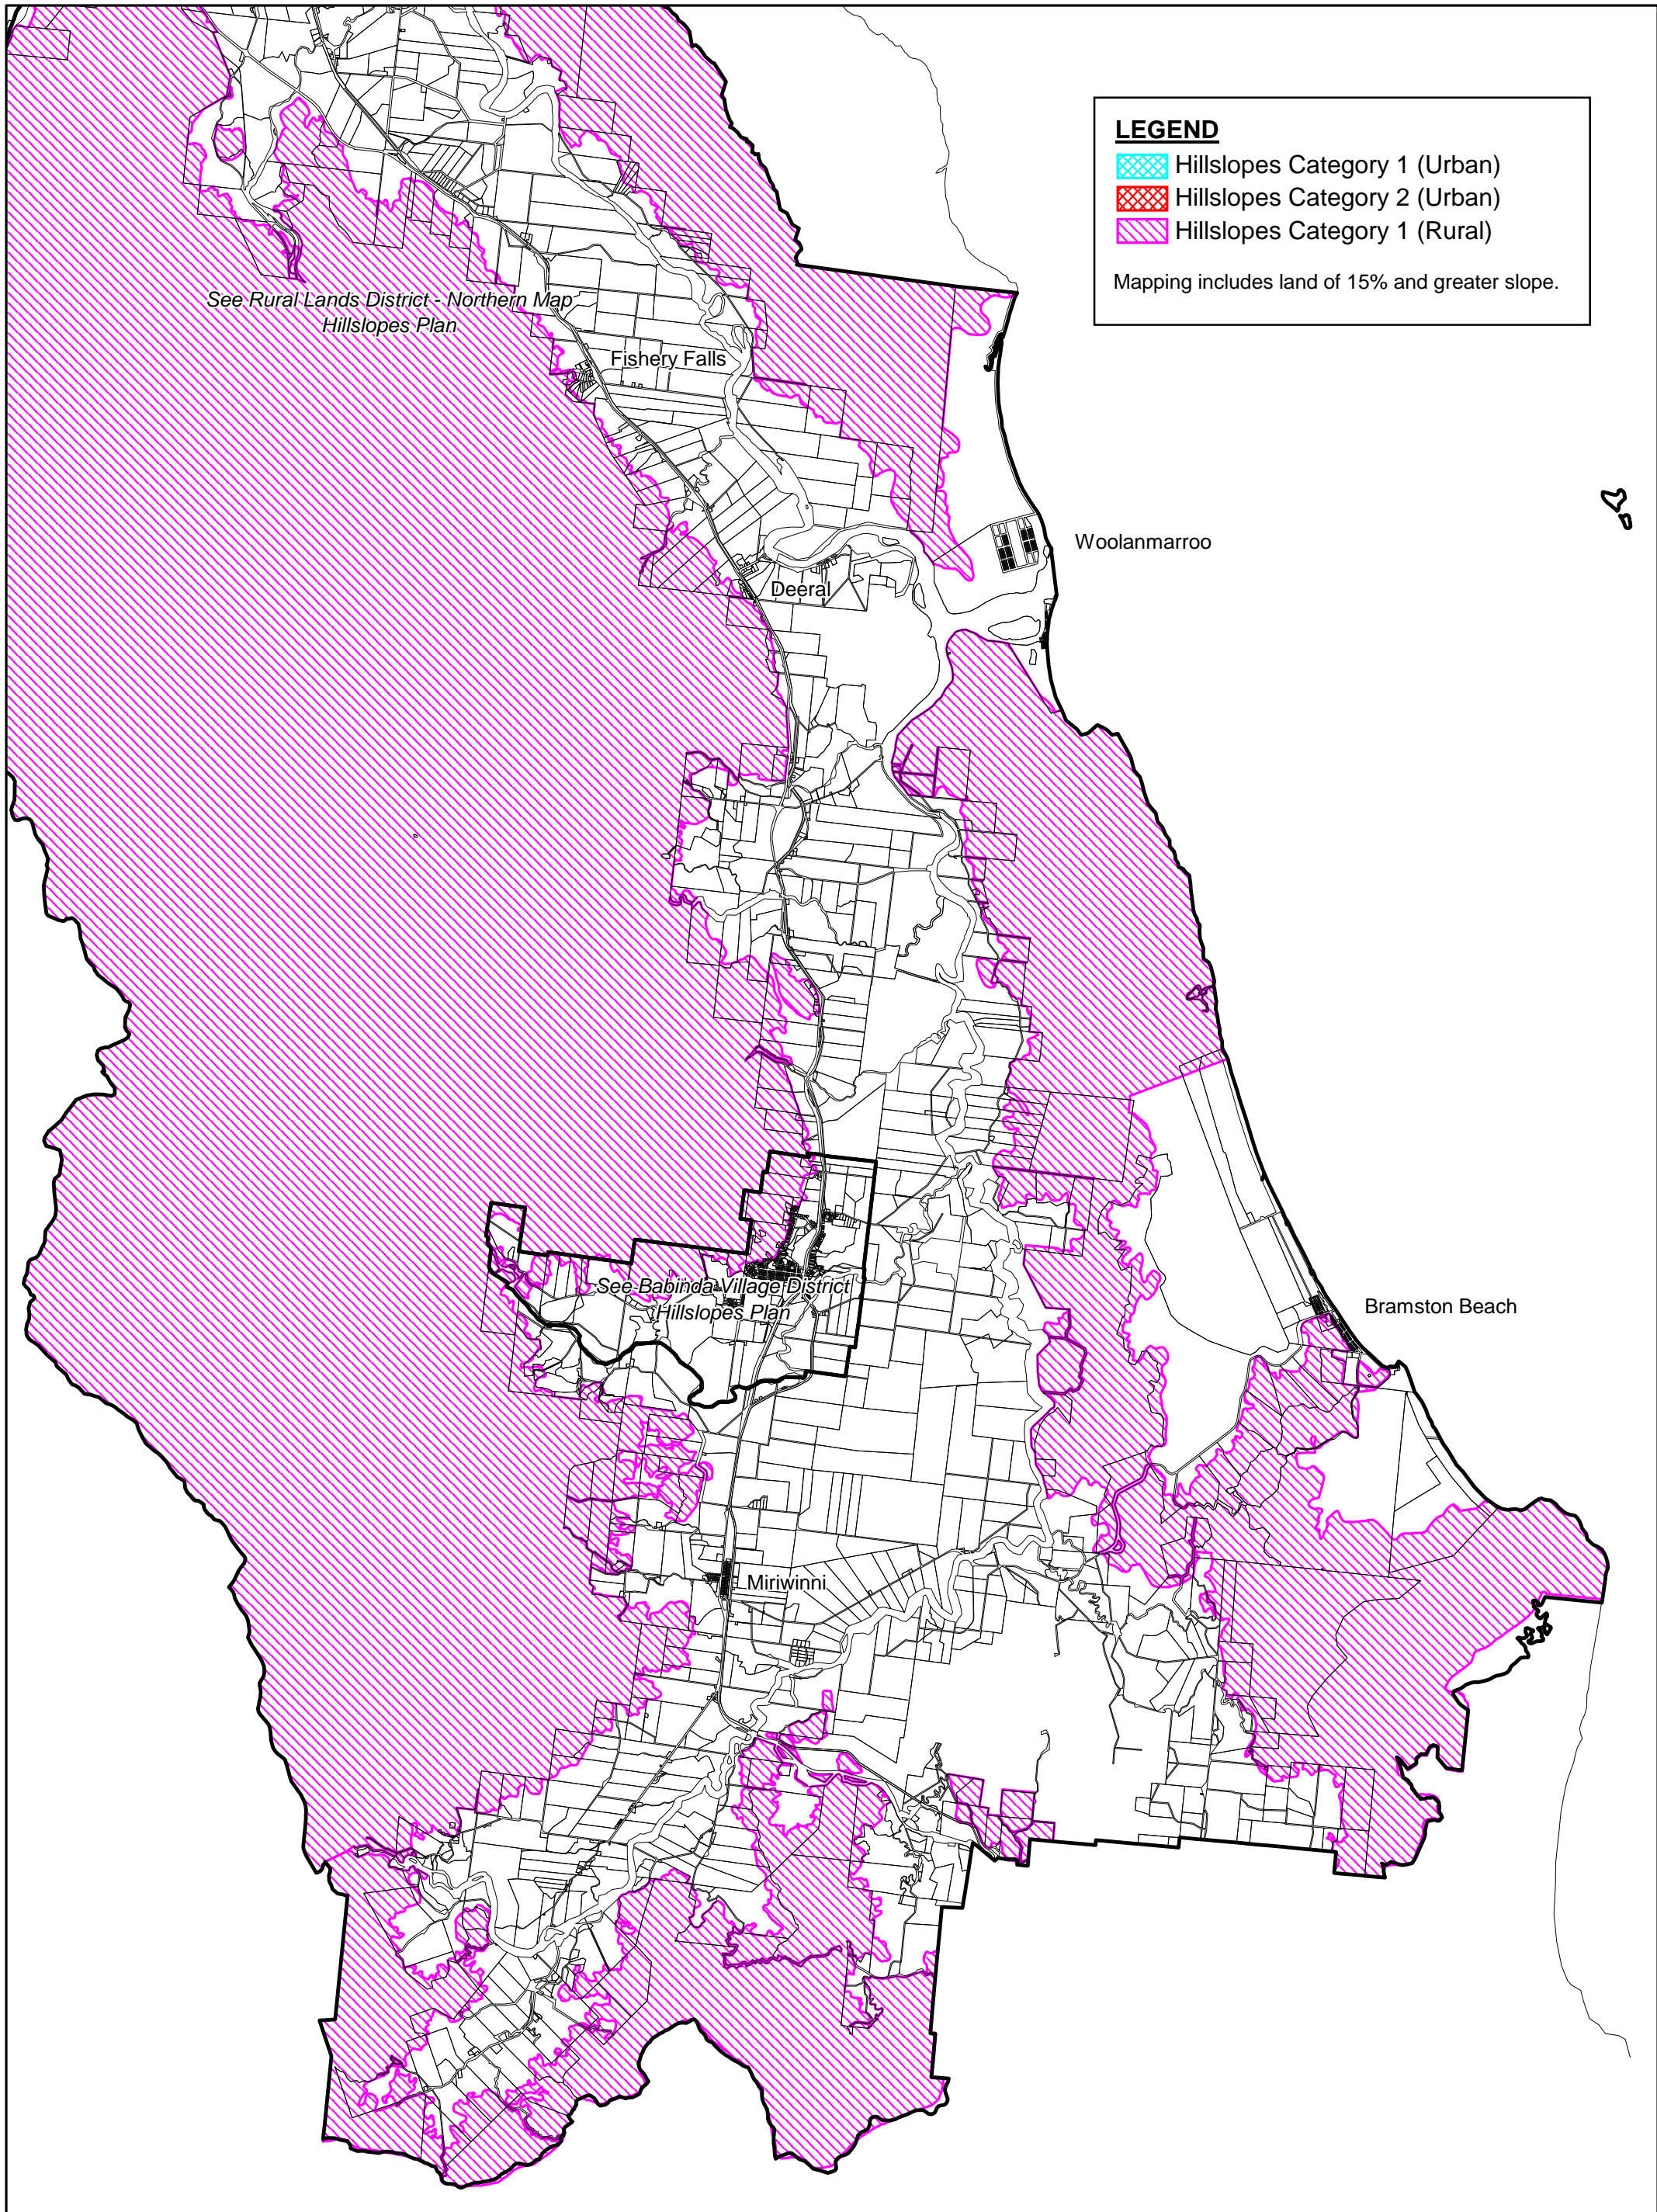 LEGEND
Hillslopes Category 1 (Urban)
Hillslopes Category 2 (Urban)
Hillslopes Category 1 (Rural)
Mapping includes land of 15% and greater slope.
See Rural Lands District - Northern Map
Hillslopes Plan
Fishery Falls
Woolanmarroo
Deeral
See Babinda Village District
Hillslopes Plan
Bramston Beach
Miriwinni